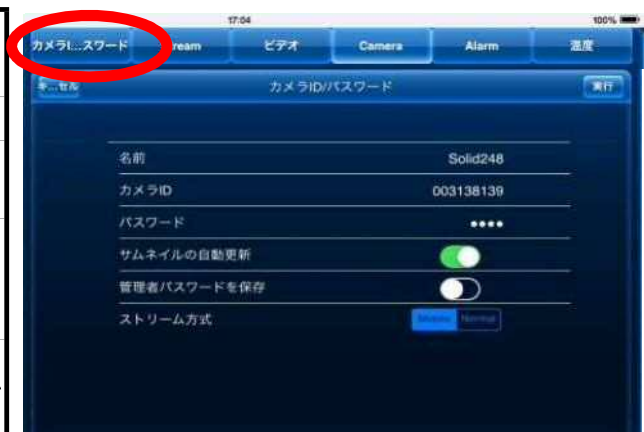 17:04 100%
カメラI...スワード ream ビデオ Camera Alarm 温度
キ...セル カメラID/パスワード 実行
名前 Solid248
カメラID 003138139
パスワード ••••
サムネイルの自動更新
管理者パスワードを保存
ストリーム方式 Normal